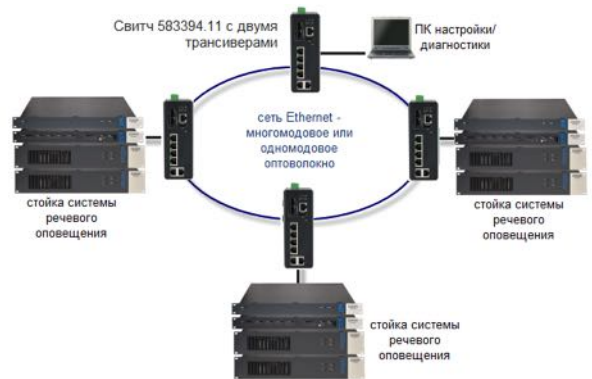 Свитч 583394.11 с двумя
трансиверами
ПК настройки/
диагностики
сеть Ethernet -
многомодовое или
одномодовое
оптоволокно
стойка системы
речевого
оповещения
стойка системы
речевого
оповещения
стойка системы
речевого
оповещения